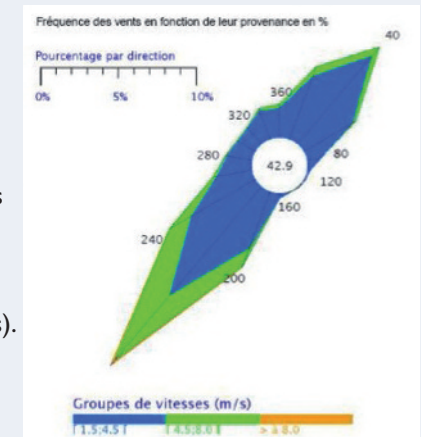 Fréquence des vents en fonction de leur provenance en %
40
Pourcentage par direction
0% 5% 10%
360
320
280
42.9
80
120
160
240
200
s
s).
Groupes de vitesses (m/s)
[ 1.5;4.5 [ [ 4.5;8.0 [ > à 8.0